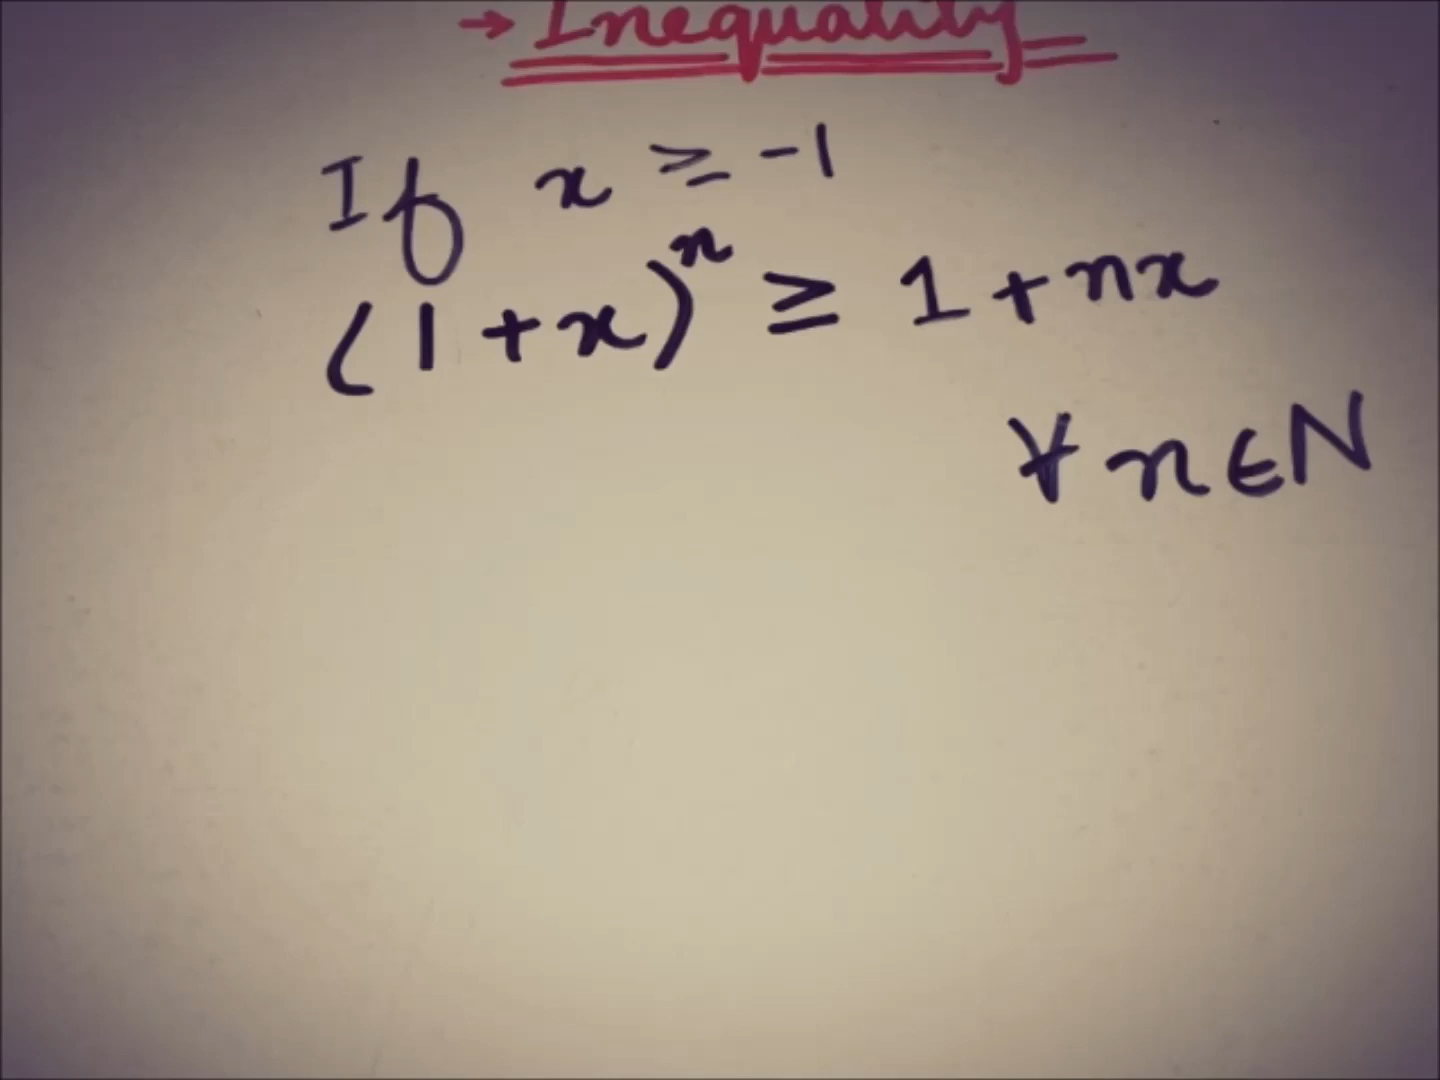 → Inequality
If x ≥ -1
(1+x)ⁿ ≥ 1+nx
∀ n∈N